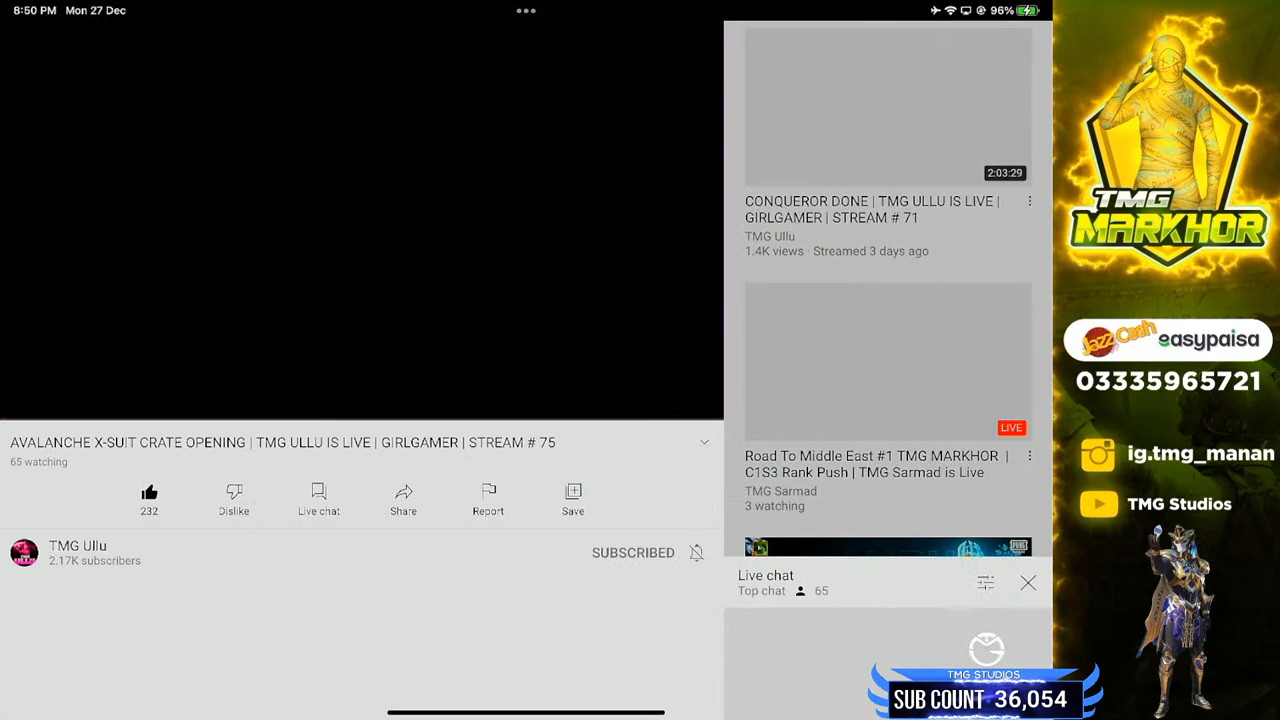 8:50 PM Mon 27 Dec
96%
2:03:29
CONQUEROR DONE | TMG ULLU IS LIVE |
GIRLGAMER | STREAM # 71
TMG Ullu
1.4K views · Streamed 3 days ago
LIVE
Road To Middle East #1 TMG MARKHOR |
C1S3 Rank Push | TMG Sarmad is Live
TMG Sarmad
3 watching
AVALANCHE X-SUIT CRATE OPENING | TMG ULLU IS LIVE | GIRLGAMER | STREAM # 75
65 watching
232
Dislike
Live chat
Share
Report
Save
TMG Ullu
2.17K subscribers
SUBSCRIBED
Live chat
Top chat 65
TMG
MARKHOR
JazzCash
easypaisa
03335965721
ig.tmg_manan
TMG Studios
TMG STUDIOS
SUB COUNT 36,054